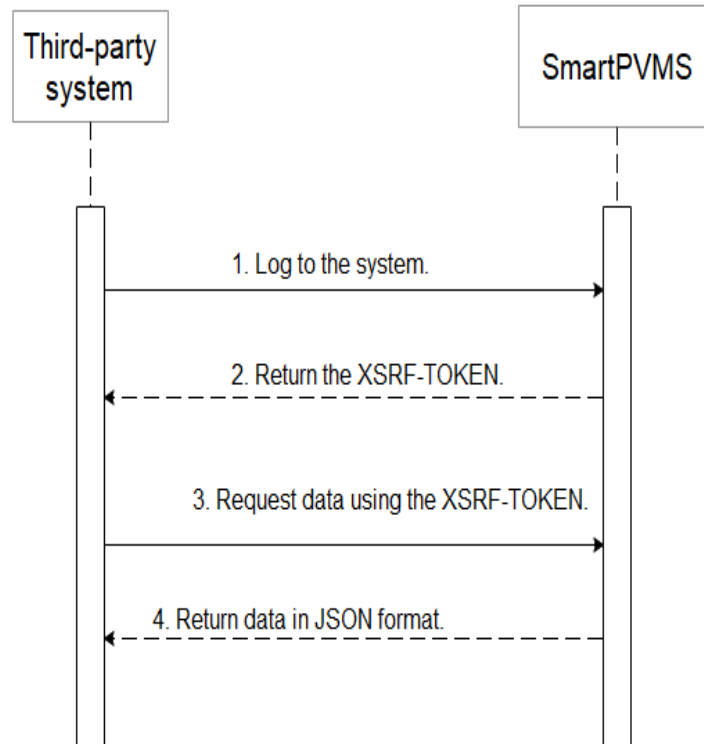 Third-party
system
SmartPVMS
1. Log to the system.
2. Return the XSRF-TOKEN.
3. Request data using the XSRF-TOKEN.
4. Return data in JSON format.